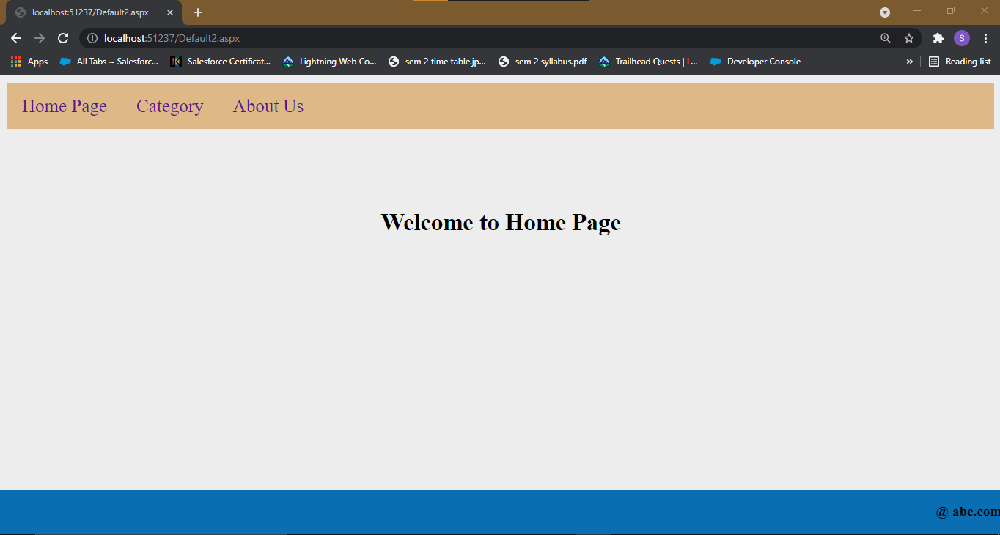 localhost:51237/Default2.aspx
localhost:51237/Default2.aspx
S
Apps All Tabs ~ Salesforc... Salesforce Certificat... Lightning Web Co... sem 2 time table.jp... sem 2 syllabus.pdf Trailhead Quests | L... Developer Console » Reading list
Home Page Category About Us
Welcome to Home Page
@ abc.com